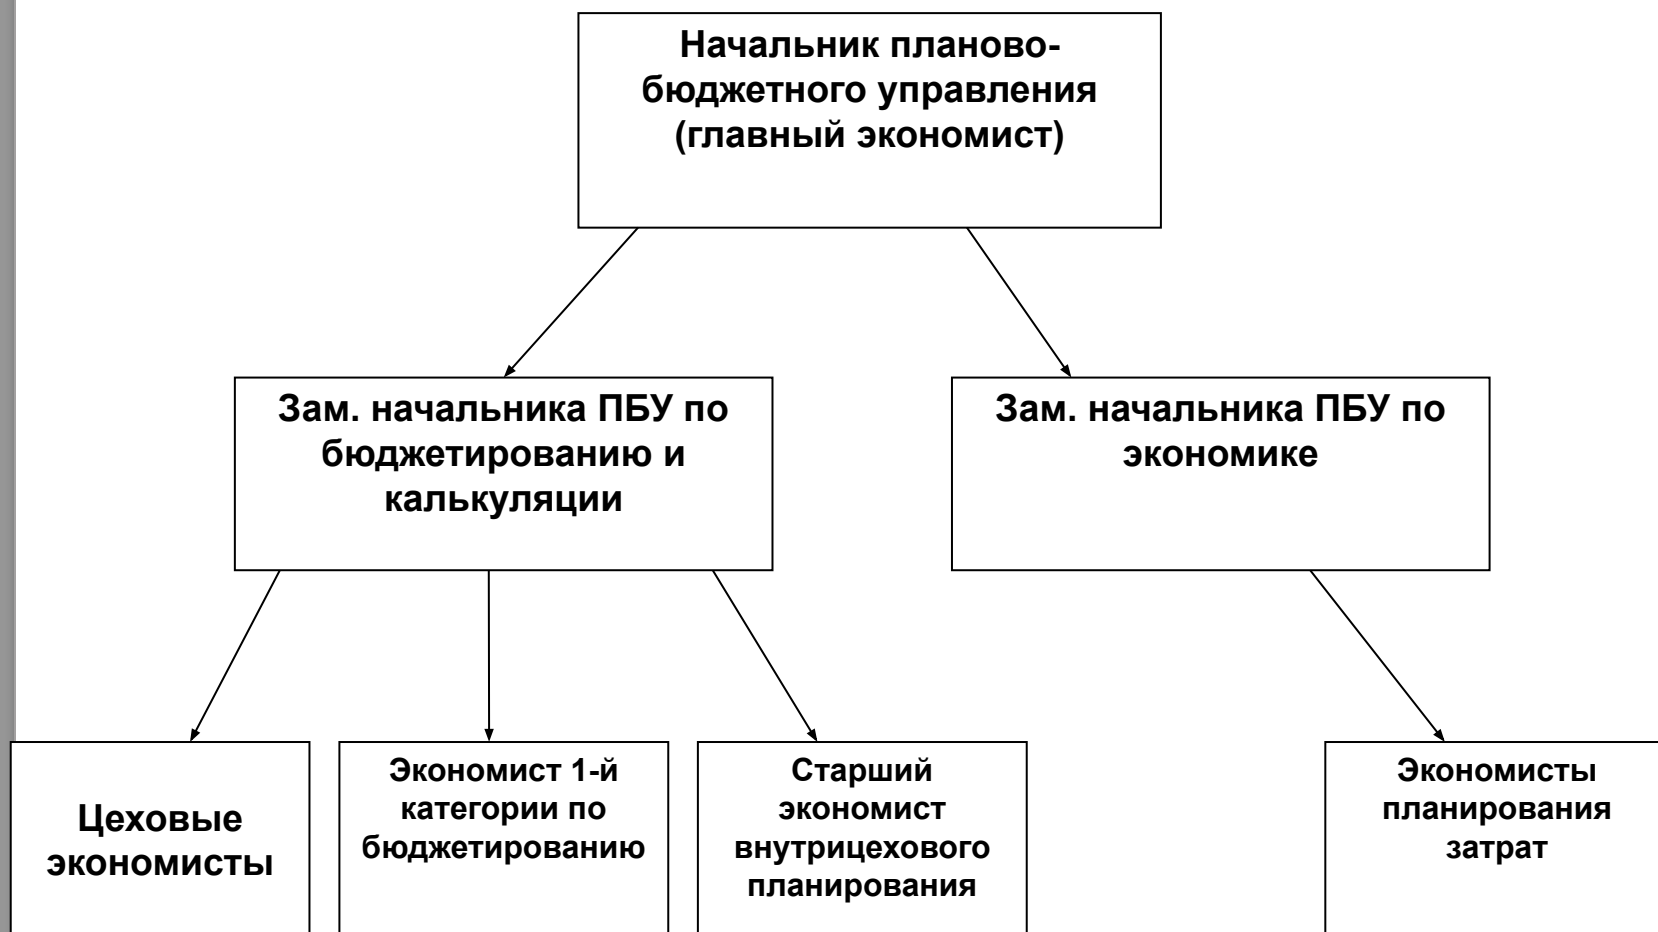 Начальник планово-
бюджетного управления
(главный экономист)
Зам. начальника ПБУ по
бюджетированию и
калькуляции
Зам. начальника ПБУ по
экономике
Цеховые
экономисты
Экономист 1-й
категории по
бюджетированию
Старший
экономист
внутрицехового
планирования
Экономисты
планирования
затрат